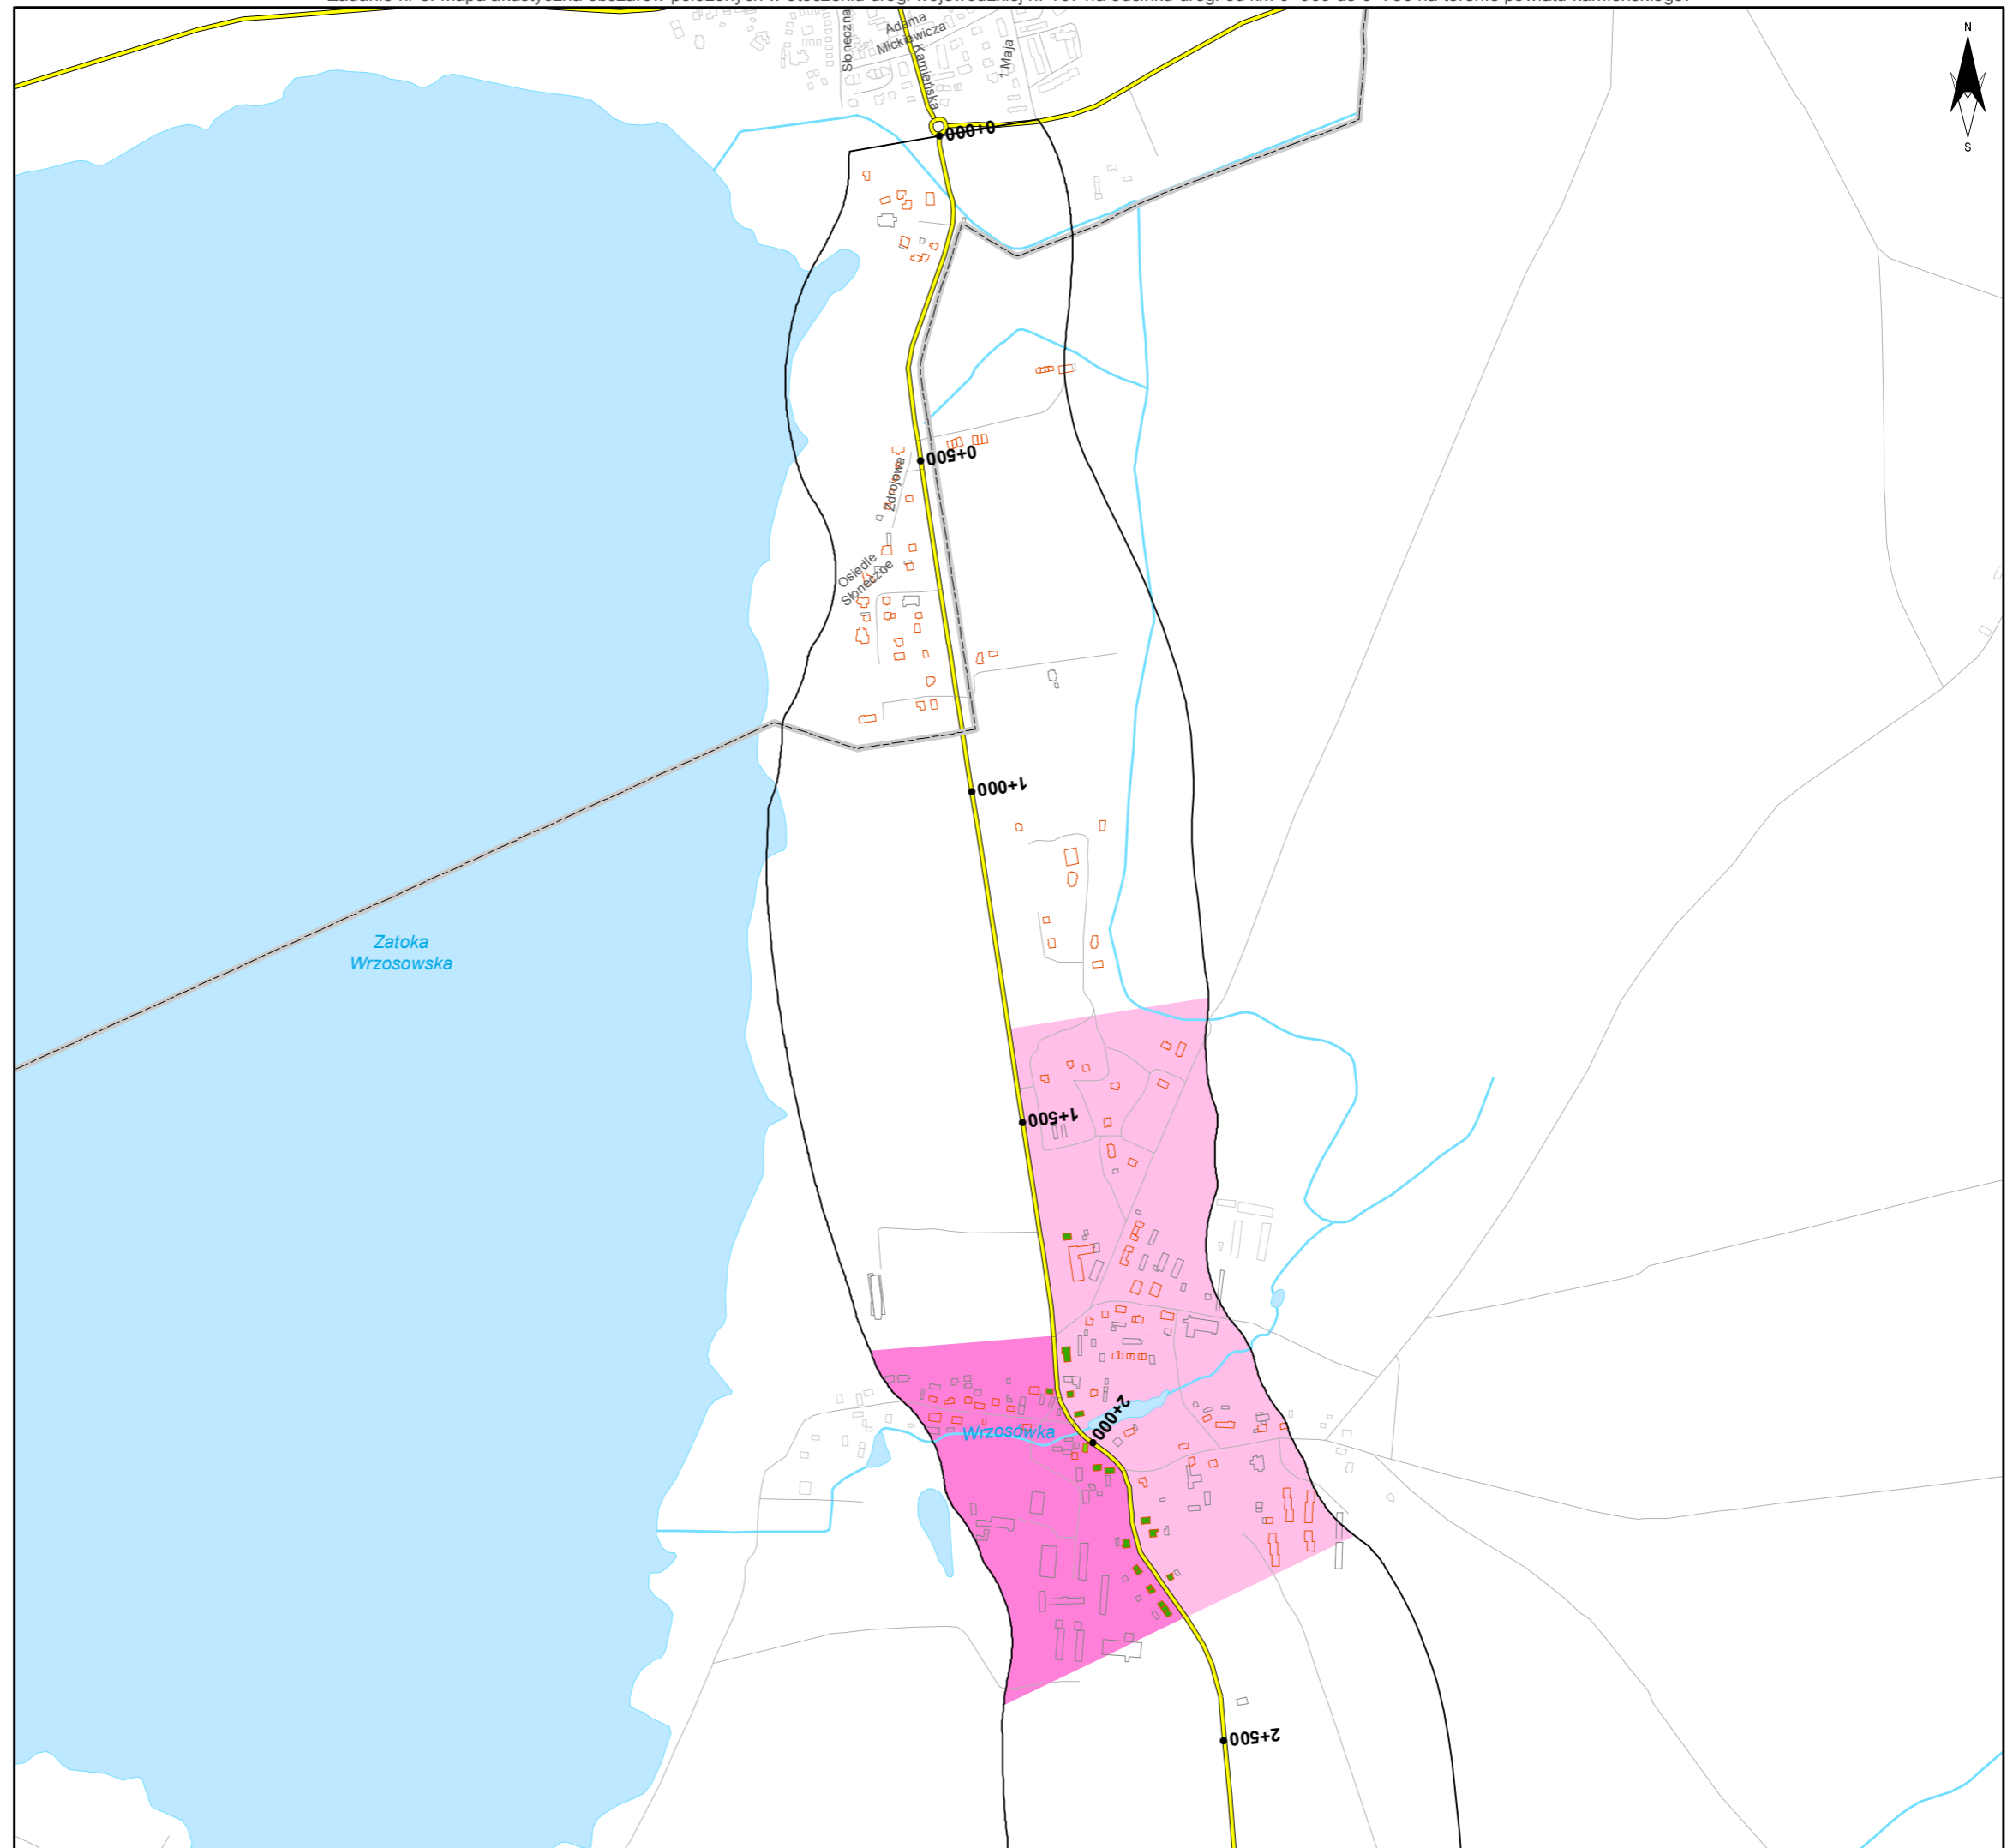 Słoneczna
Adama
Mickiewicza
Kamieńska
1 Maja
N
S
0+000
0+500
Zdrojowa
Osiedle
Słoneczne
1+000
Zatoka
Wrzosowska
1+500
2+000
Wrzosówka
2+500